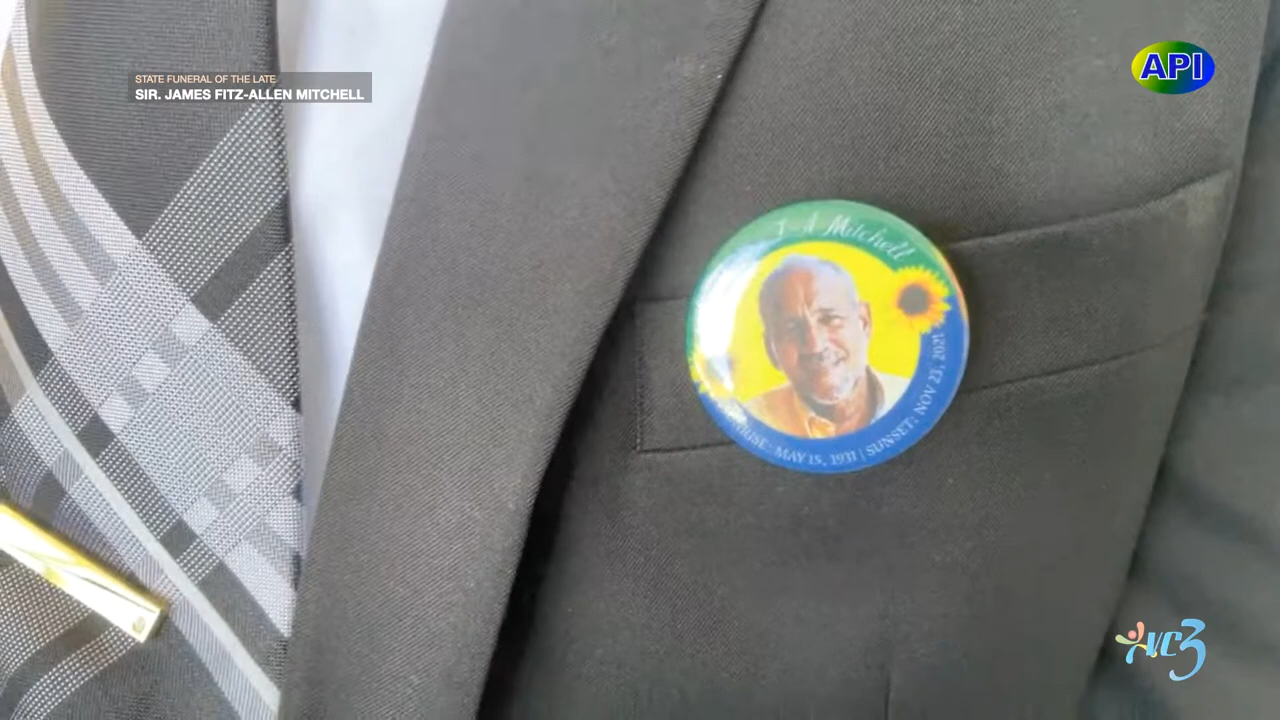 STATE FUNERAL OF THE LATE
SIR. JAMES FITZ-ALLEN MITCHELL
API
Mitchell
MAY 15, 1931 | SUNSET: NOV 23, 2021
VC3